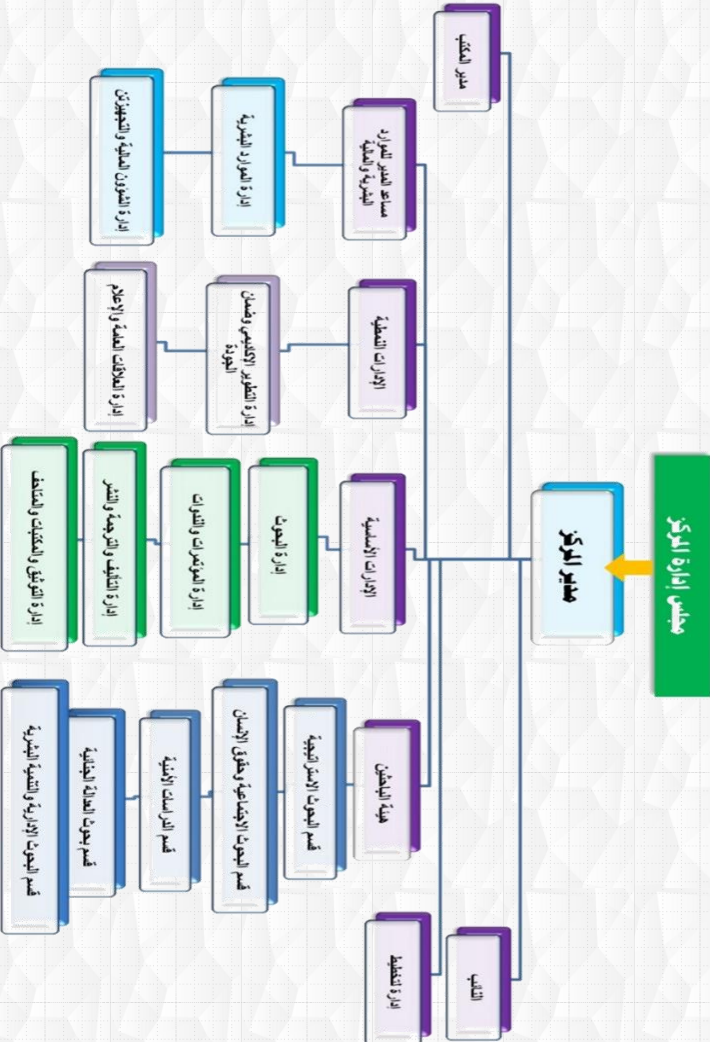 مجلس إدارة المركز
مدير المركز
النائب
مدير المكتب
إدارة التخطيط
هيئة الباحثين
الإدارات الأساسية
الإدارات النمطية
مساعد المدير للموارد
البشرية والمالية
قسم البحوث الاستراتيجية
قسم البحوث الاجتماعية وحقوق الإنسان
قسم الدراسات الأمنية
قسم بحوث العدالة الجنائية
قسم البحوث الإدارية والتنمية البشرية
إدارة البحوث
إدارة المؤتمرات والندوات
إدارة التأليف والترجمة والنشر
إدارة التوثيق والمكتبات والمتاحف
إدارة التطوير الاكاديمي وضمان
الجودة
إدارة العلاقات العامة والإعلام
إدارة الموارد البشرية
إدارة الشؤون المالية والتجهيزتن